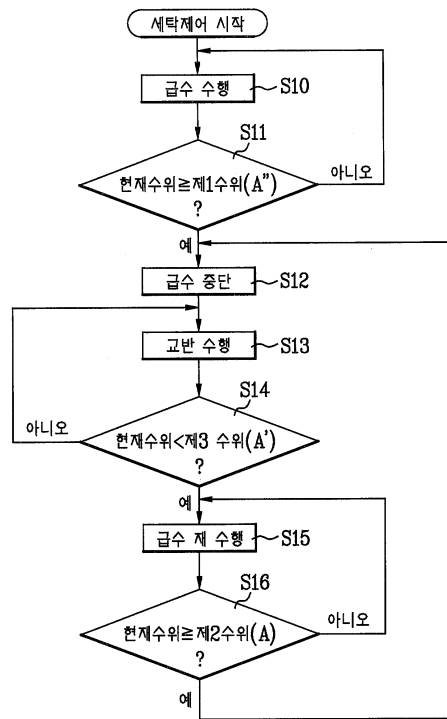 세탁제어 시작
급수 수행
S10
S11
현재수위≧제1수위(A")
?
아니오
예
급수 중단
S12
교반 수행
S13
S14
현재수위<제3 수위(A')
?
아니오
예
급수 재 수행
S15
S16
현재수위≧제2수위(A)
?
아니오
예